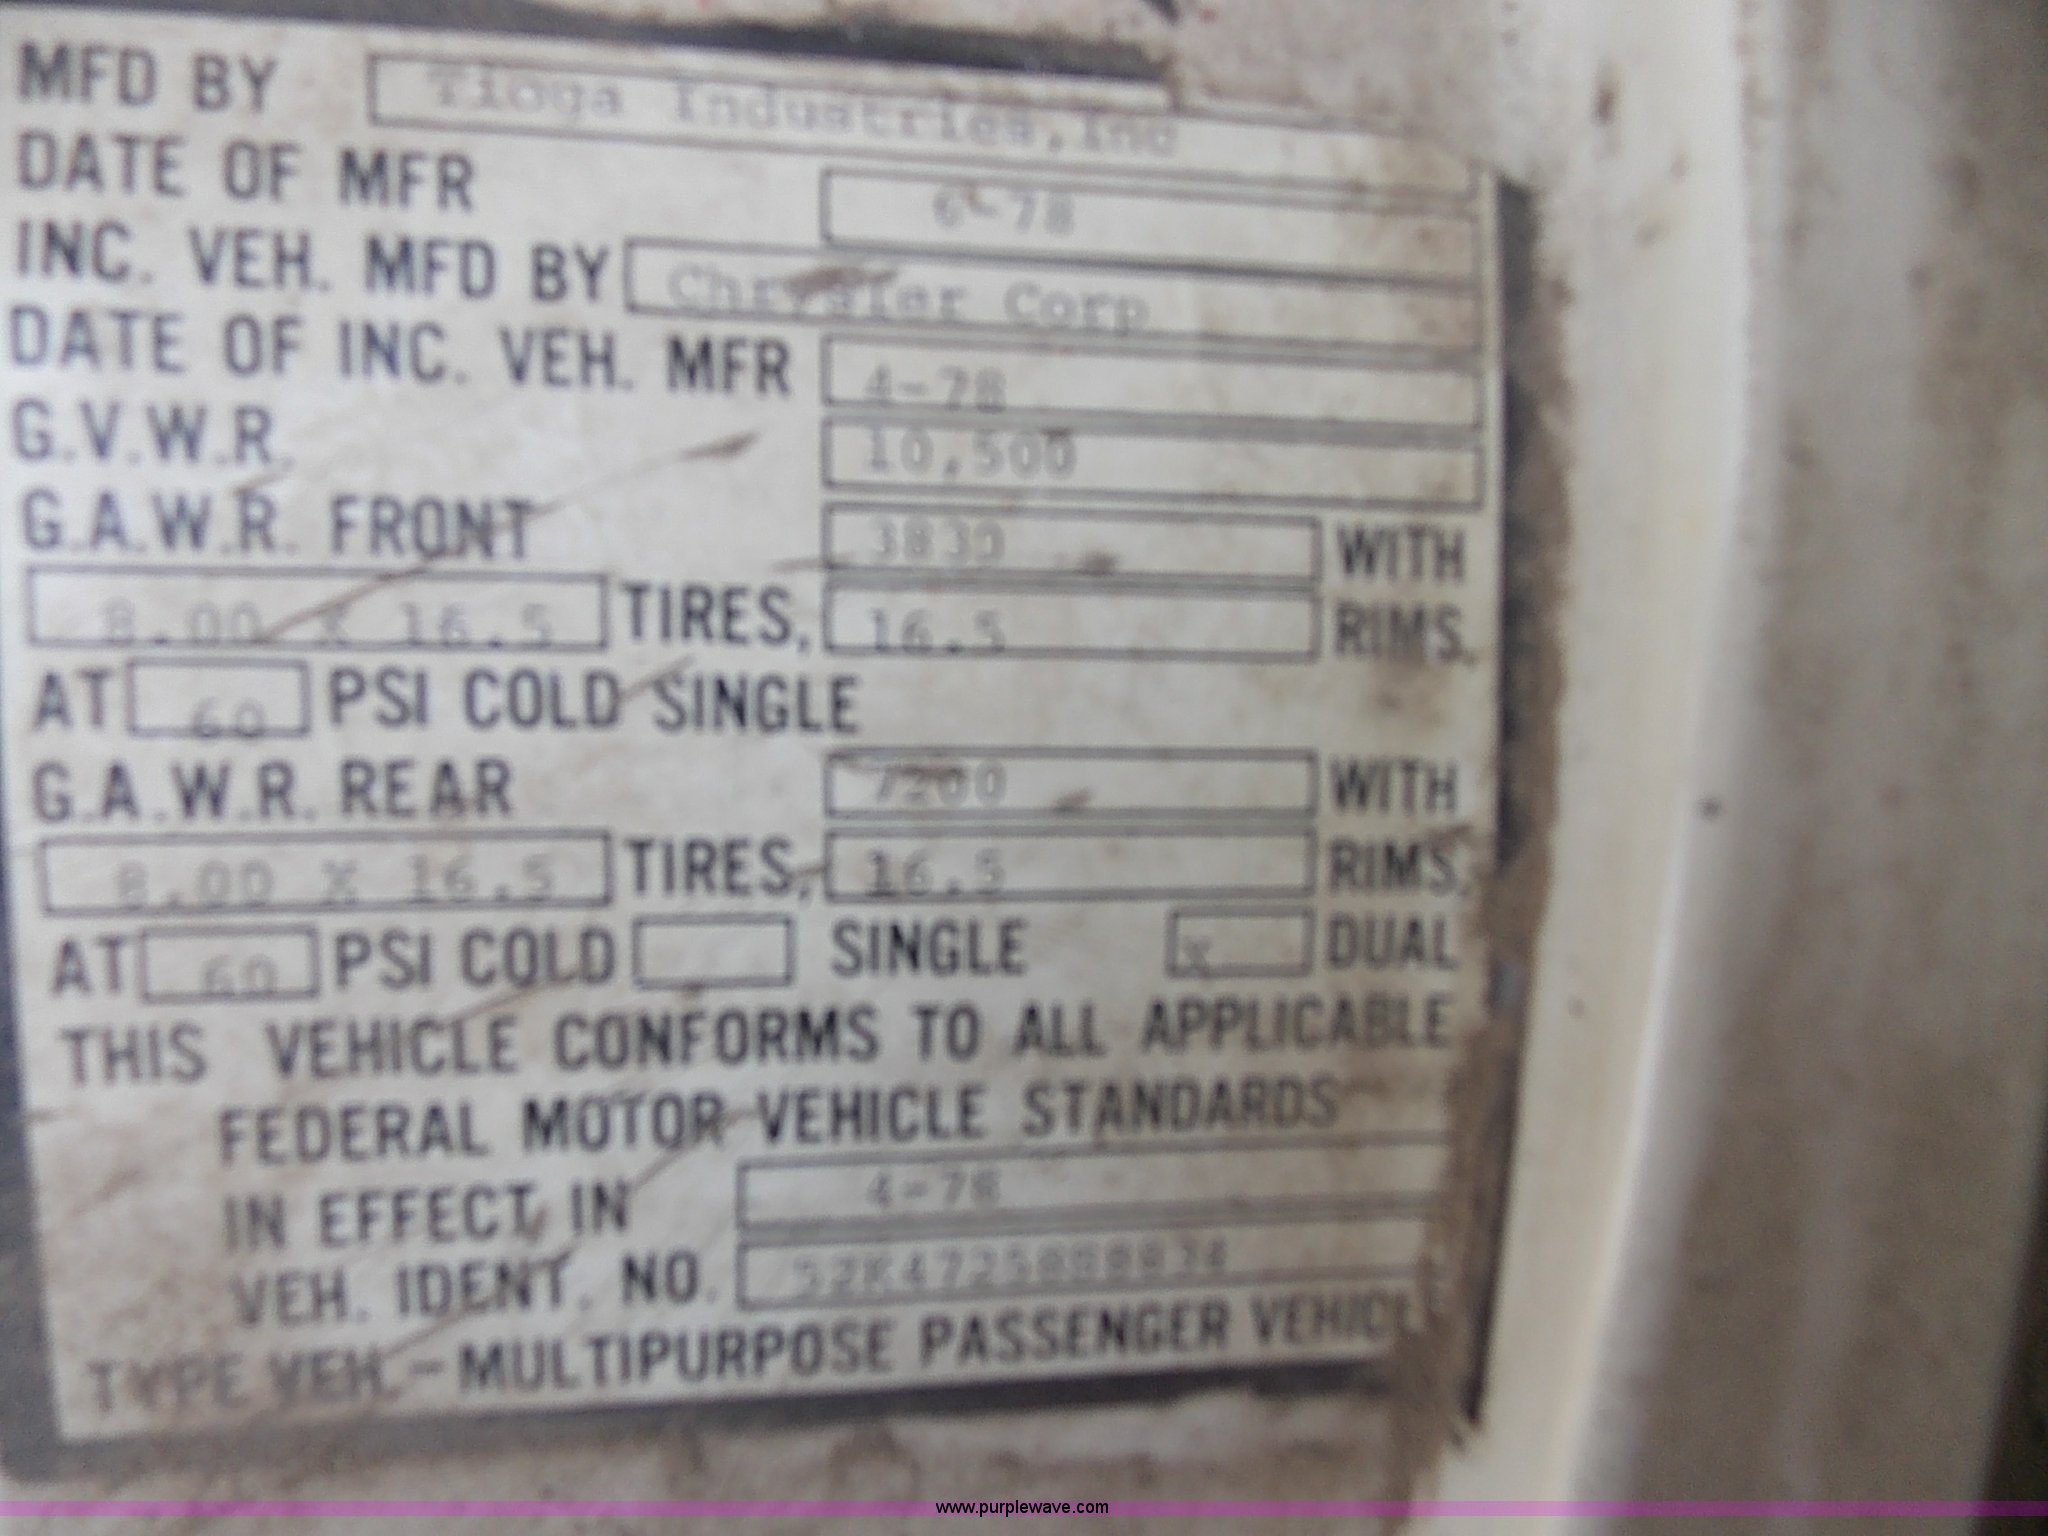 MFD BY Tioga Industries,Inc
DATE OF MFR 6-78
INC. VEH. MFD BY Chrysler Corp
DATE OF INC. VEH. MFR 4-78
G.V.W.R. 10,500
G.A.W.R. FRONT 3830 WITH
8.00 X 16.5 TIRES, 16.5 RIMS,
AT 60 PSI COLD SINGLE
G.A.W.R. REAR 7200 WITH
8.00 X 16.5 TIRES, 16.5 RIMS,
AT 60 PSI COLD SINGLE x DUAL
THIS VEHICLE CONFORMS TO ALL APPLICABLE
FEDERAL MOTOR VEHICLE STANDARDS
IN EFFECT IN 4-78
VEH. IDENT. NO.
TYPE VEH.-MULTIPURPOSE PASSENGER VEHICLE
www.purplewave.com